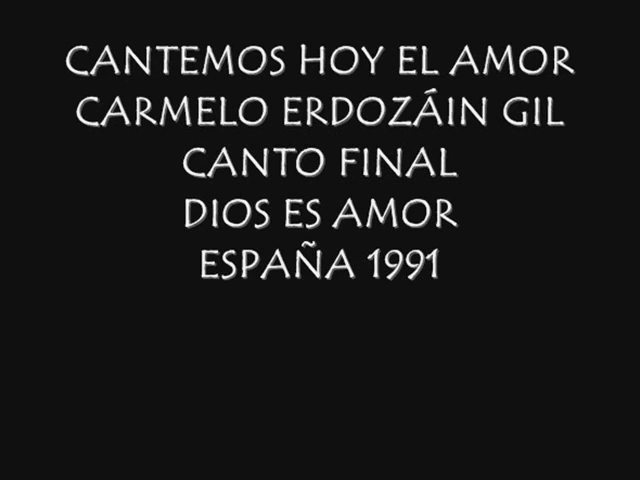 CANTEMOS HOY EL AMOR
CARMELO ERDOZÁIN GIL
CANTO FINAL
DIOS ES AMOR
ESPAÑA 1991